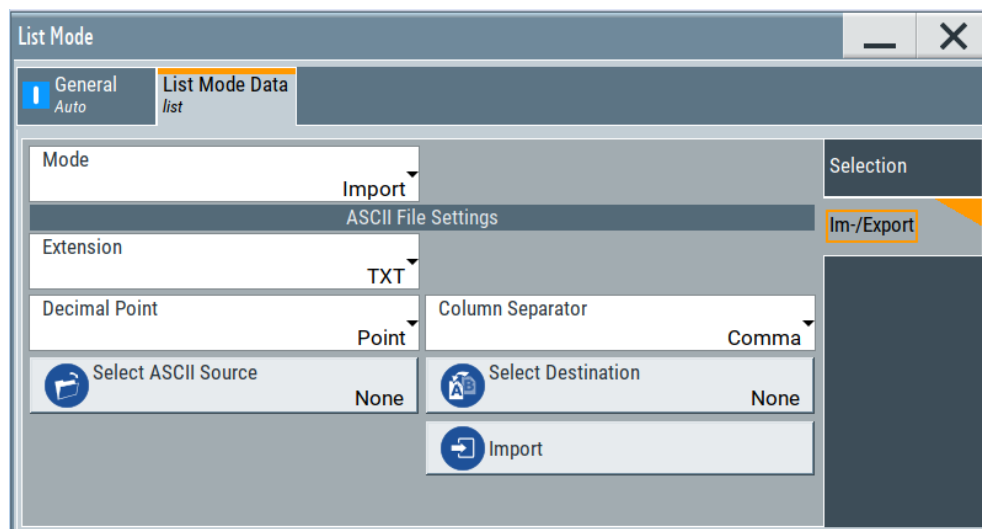 List Mode
General
Auto
List Mode Data
list
Mode
Import
Selection
ASCII File Settings
Im-/Export
Extension
TXT
Decimal Point
Point
Column Separator
Comma
Select ASCII Source
None
Select Destination
None
Import